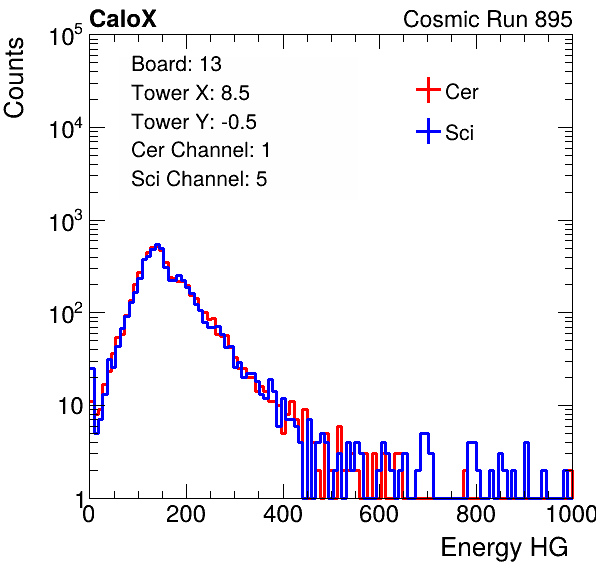 CaloX Cosmic Run 895
Counts
10^5
10^4
10^3
10^2
10
1
Board: 13
Tower X: 8.5
Tower Y: -0.5
Cer Channel: 1
Sci Channel: 5
Cer
Sci
0 200 400 600 800 1000
Energy HG